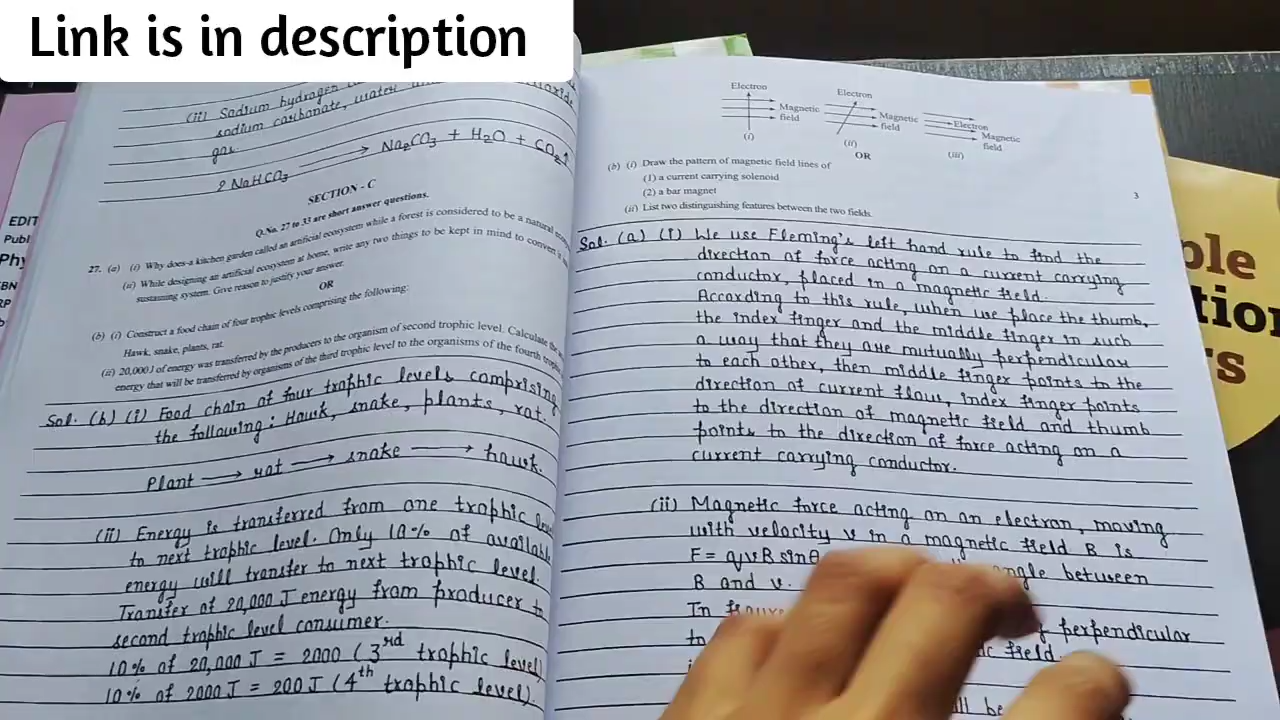 Link is in description
EDIT
Publ
Phy
(ii) Sodium hydrogen
sodium carbonate, water
gas.
2 NaHCO₃ ⟶ Na₂CO₃ + H₂O + CO₂↑
SECTION - C
Q.No. 27 to 33 are short answer questions.
27. (a) (i) Why does a kitchen garden called an artificial ecosystem while a forest is considered to be a natural
(ii) While designing an artificial ecosystem at home, write any two things to be kept in mind to convert it
sustaining system. Give reason to justify your answer.
OR
(b) (i) Construct a food chain of four trophic levels comprising the following:
Hawk, snake, plants, rat.
(ii) 20,000 J of energy was transferred by the producers to the organism of second trophic level. Calculate the
energy that will be transferred by organisms of the third trophic level to the organisms of the fourth
Sol. (b) (i) Food chain of four trophic levels comprising
the following: Hawk, snake, plants, rat.
Plant ⟶ rat ⟶ snake ⟶ hawk.
(ii) Energy is transferred from one trophic
to next trophic level. Only 10% of available
energy will transfer to next trophic level.
Transfer of 20,000 J energy from producer to
second trophic level consumer.
10% of 20,000 J = 2000 (3rd trophic level)
10% of 2000 J = 200 J (4th trophic level).
Electron
Magnetic
field
(i)
Electron
Magnetic
field
(ii)
Electron
Magnetic
field
(iii)
OR
(b) (i) Draw the pattern of magnetic field lines of
(1) a current carrying solenoid
(2) a bar magnet
(ii) List two distinguishing features between the two fields.
3
Sol. (a) (i) We use Fleming's left hand rule to find the
direction of force acting on a current carrying
conductor, placed in a magnetic field.
According to this rule, when we place the thumb,
the index finger and the middle finger in such
a way that they are mutually perpendicular
to each other, then middle finger points to the
direction of current flow, index finger points
to the direction of magnetic field and thumb
points to the direction of force acting on a
current carrying conductor.
(ii) Magnetic force acting on an electron, moving
with velocity v in a magnetic field B is
F = qvB sinθ angle between
B and v.
In
to perpendicular
field.
be